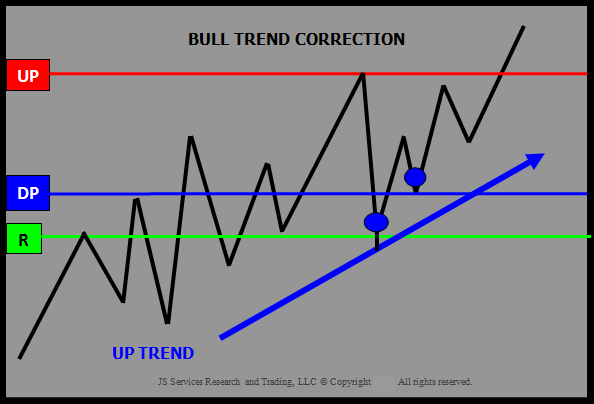 BULL TREND CORRECTION
UP
DP
R
UP TREND
JS Services Research and Trading, LLC © Copyright All rights reserved.